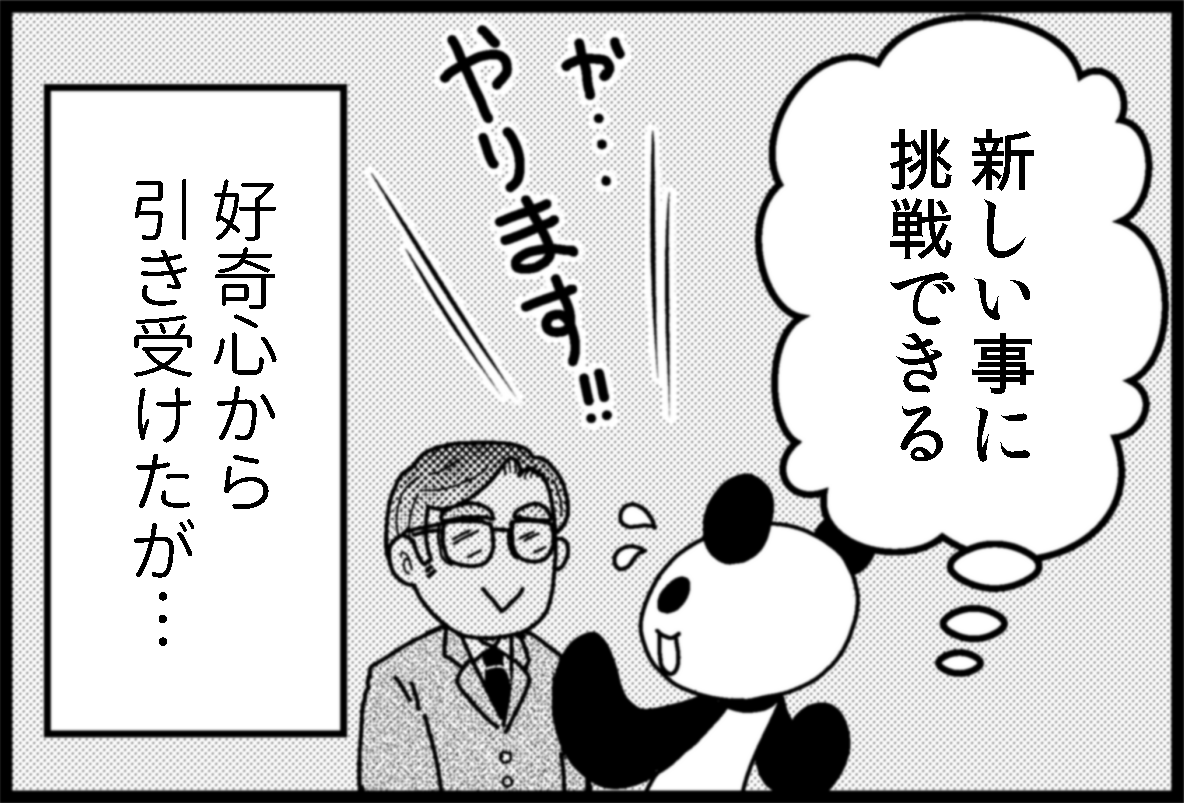 新しい事に
挑戦できる
や…
やります!!
好奇心から
引き受けたが…